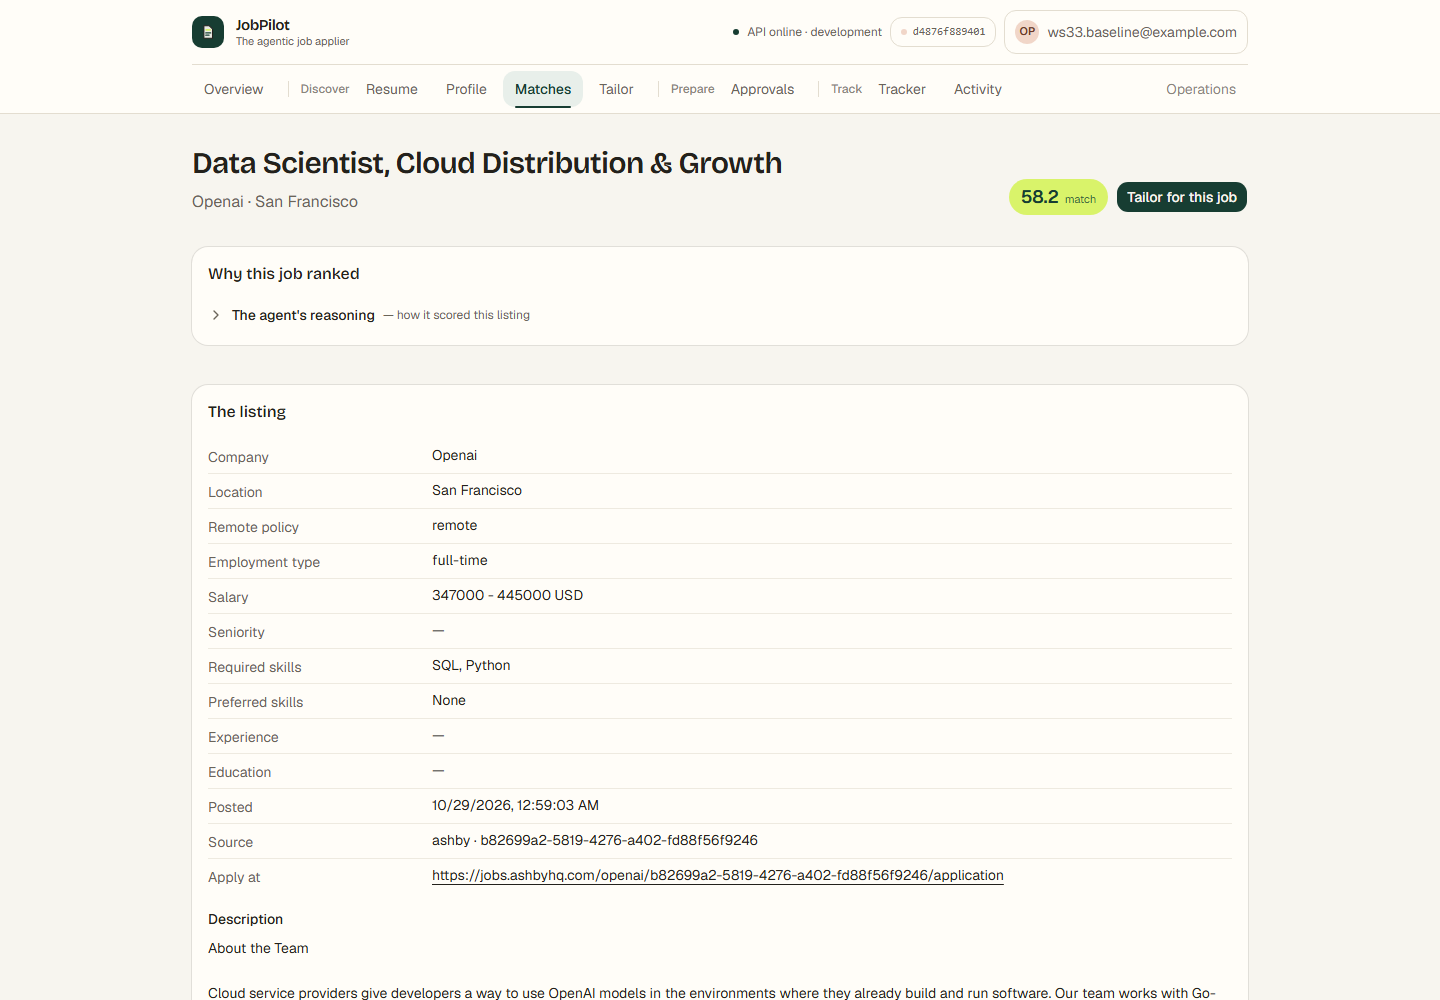 JobPilot
The agentic job applier
API online · development
d4876f889401
OP
ws33.baseline@example.com
Overview
Discover
Resume
Profile
Matches
Tailor
Prepare
Approvals
Track
Tracker
Activity
Operations
Data Scientist, Cloud Distribution & Growth
Openai · San Francisco
58.2 match
Tailor for this job
Why this job ranked
The agent's reasoning — how it scored this listing
The listing
Company Openai
Location San Francisco
Remote policy remote
Employment type full-time
Salary 347000 - 445000 USD
Seniority —
Required skills SQL, Python
Preferred skills None
Experience —
Education —
Posted 10/29/2026, 12:59:03 AM
Source ashby · b82699a2-5819-4276-a402-fd88f56f9246
Apply at https://jobs.ashbyhq.com/openai/b82699a2-5819-4276-a402-fd88f56f9246/application
Description
About the Team
Cloud service providers give developers a way to use OpenAI models in the environments where they already build and run software. Our team works with Go-